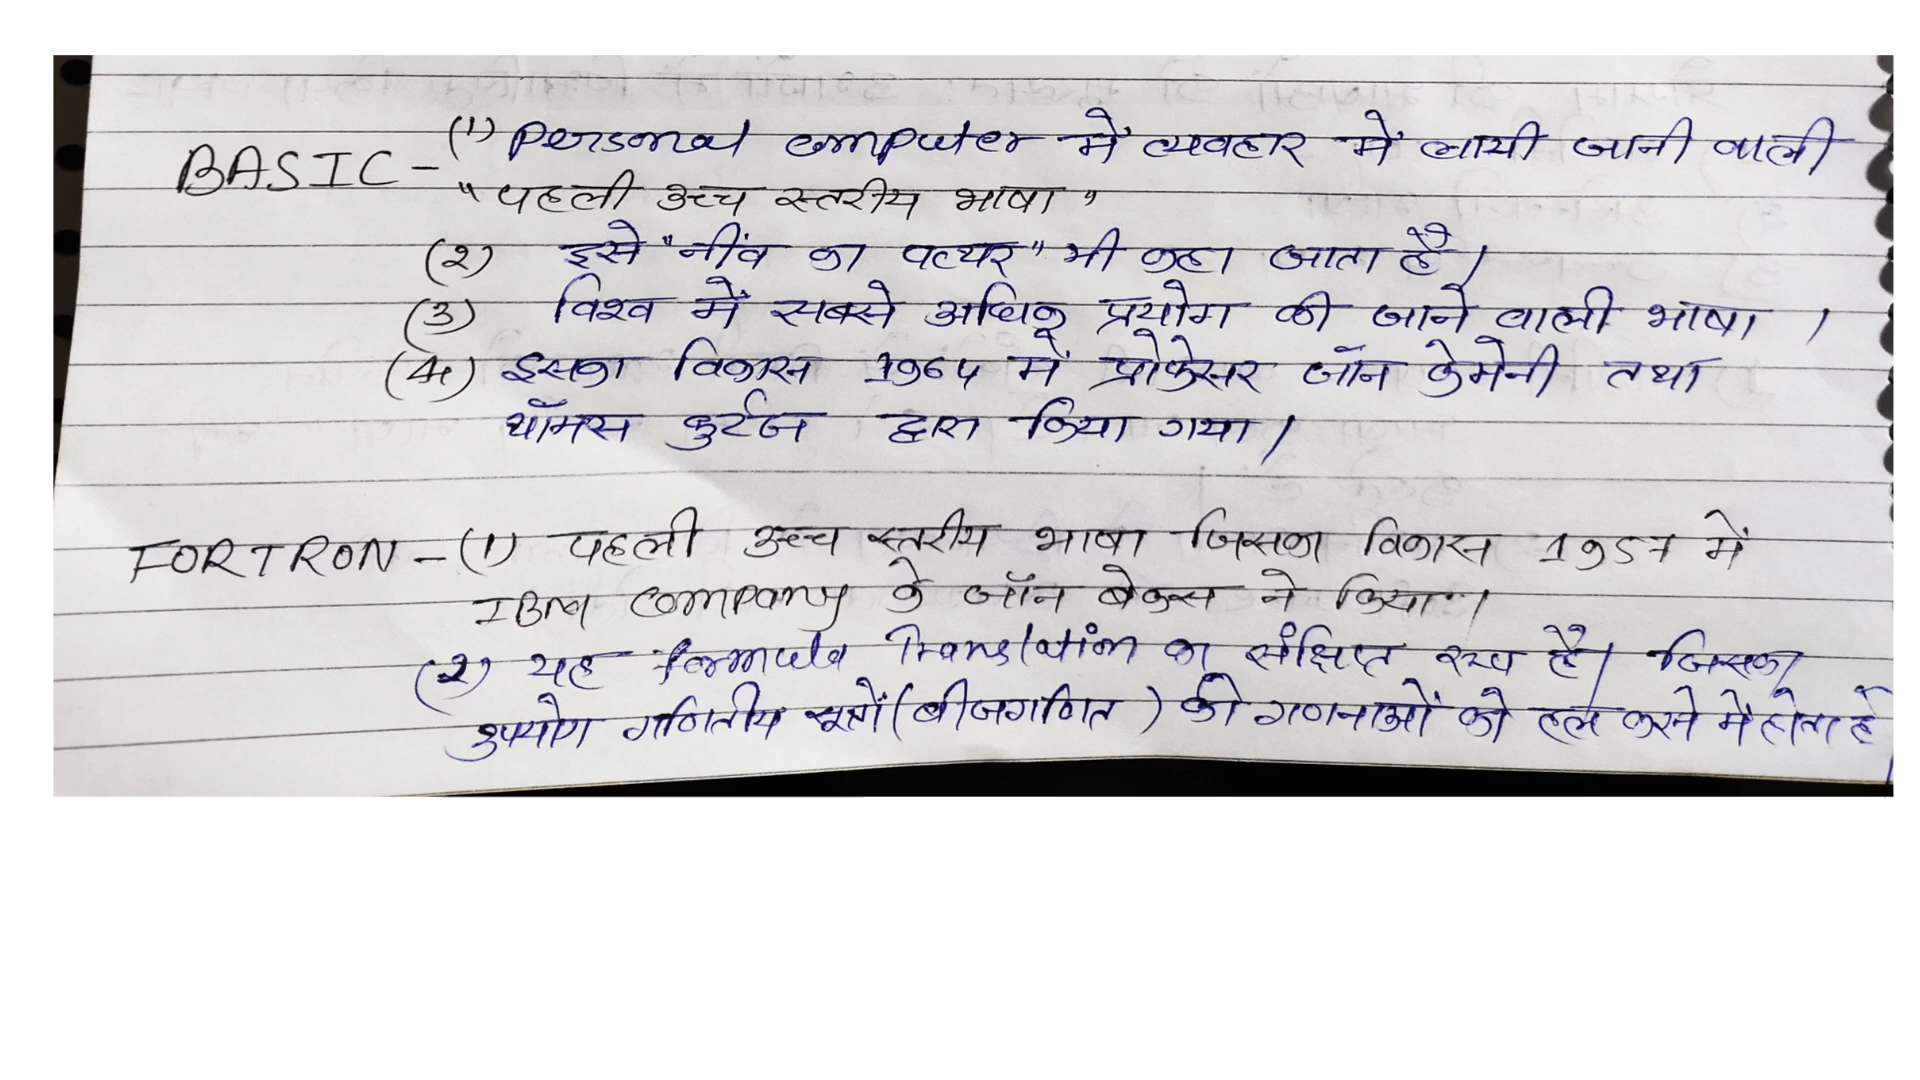 BASIC - (1) Personal computer में व्यवहार में लायी जानी वाली
"पहली उच्च स्तरीय भाषा"
(२) इसे "नींव का पत्थर" भी कहा जाता है।
(3) विश्व में सबसे अधिक प्रयोग की जाने वाली भाषा ।
(4) इसका विकास 1964 में प्रोफेसर जॉन केमेनी तथा
थॉमस कुर्टज द्वारा किया गया।
FORTRON - (1) पहली उच्च स्तरीय भाषा जिसका विकास 1957 में
IBM Company के जॉन बेकस ने किया।
(2) यह formula Translation का संक्षिप्त रूप है। जिसका
उपयोग गणितीय सूत्रों (बीजगणित) की गणनाओं को हल करने में होता है।